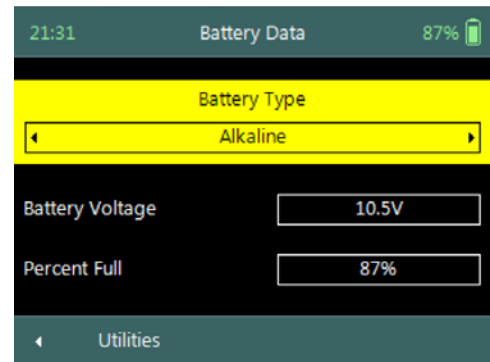 21:31 Battery Data 87%
Battery Type
Alkaline
Battery Voltage 10.5V
Percent Full 87%
Utilities